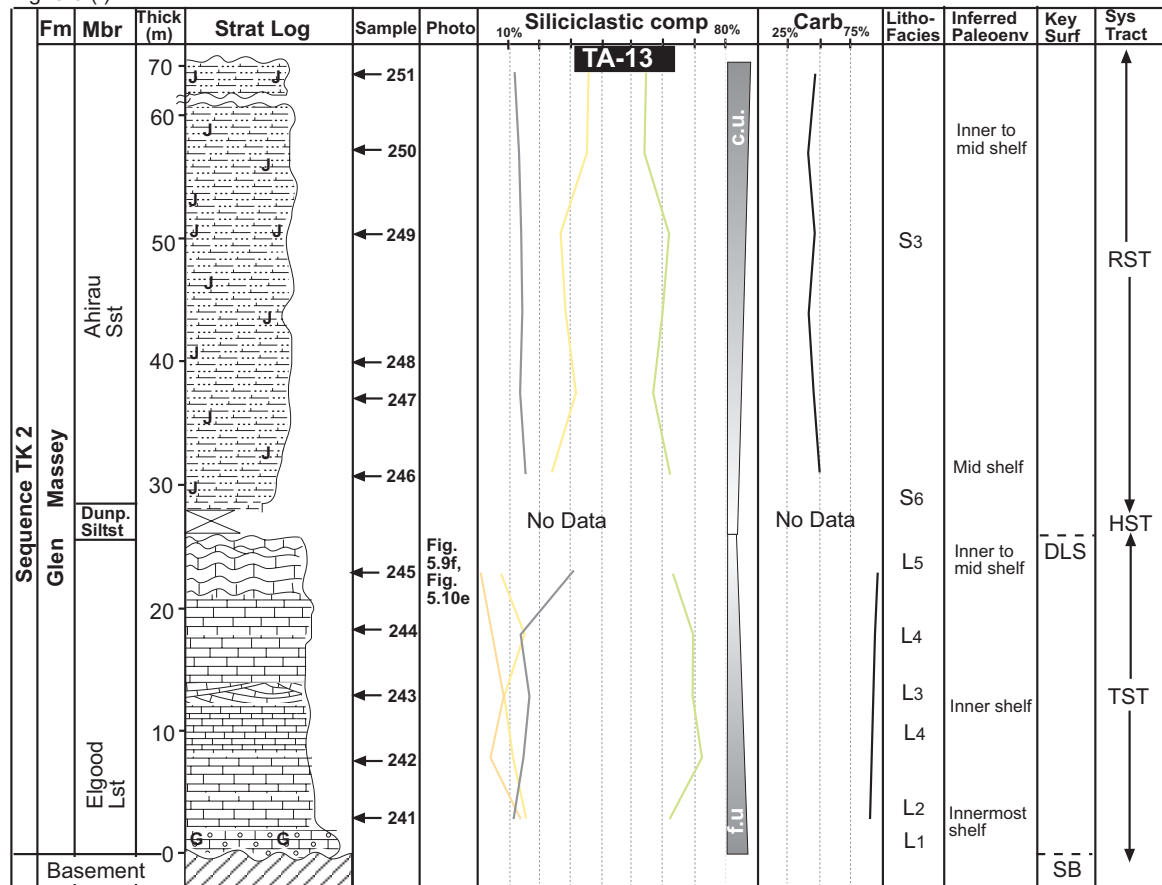 Fm Mbr Thick (m) Strat Log Sample Photo Siliciclastic comp Carb Litho-Facies Inferred Paleoenv Key Surf Sys Tract
10% 80% 25% 75%
TA-13
Sequence TK 2
Glen Massey
Ahirau Sst
Dunp. Siltst
Elgood Lst
Basement
70
60
50
40
30
20
10
0
J J
J
J
J
J J
J
J
J
J
J
J
G G
251
250
249
248
247
246
245
244
243
242
241
Fig.
5.9f,
Fig.
5.10e
No Data
c.u.
f.u
No Data
S3
S6
L5
L4
L3
L4
L2
L1
Inner to
mid shelf
Mid shelf
Inner to
mid shelf
Inner shelf
Innermost
shelf
DLS
SB
RST
HST
TST